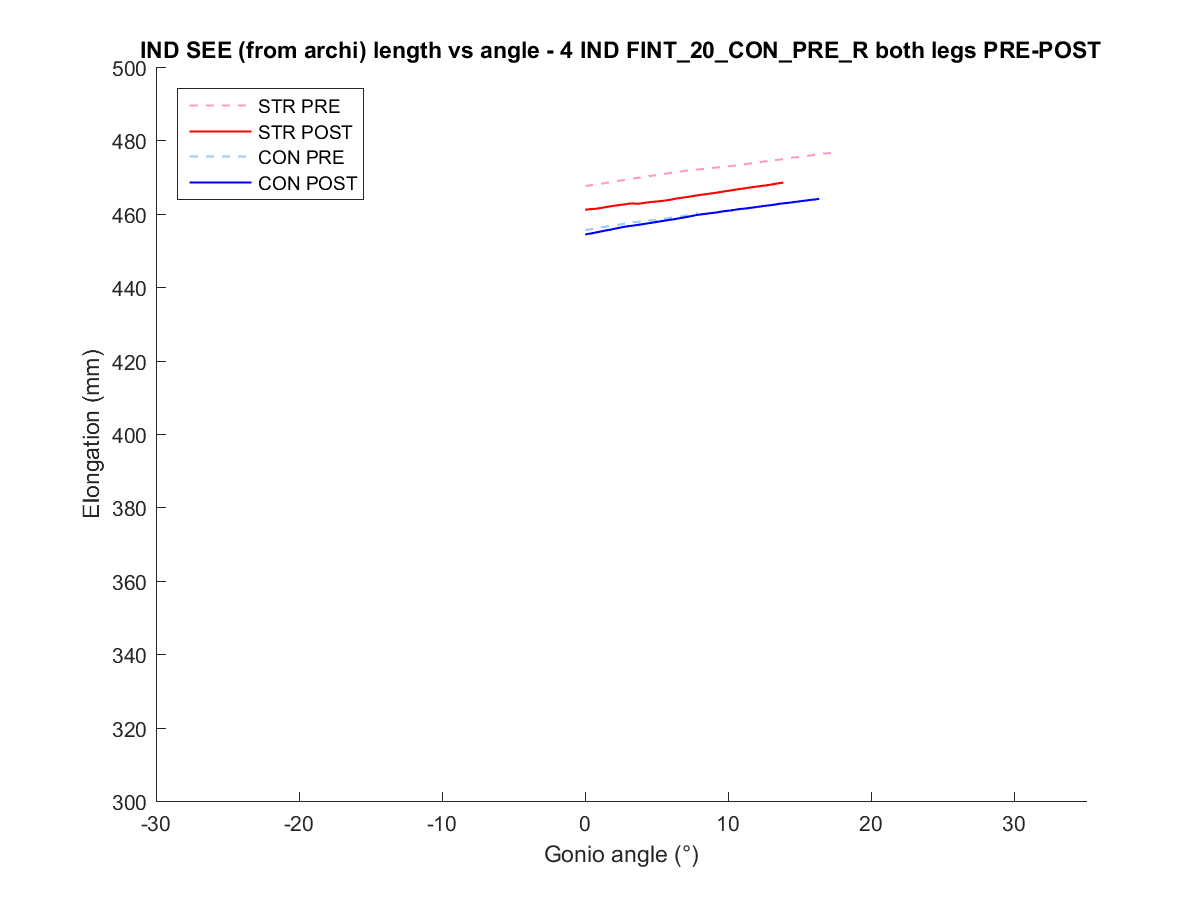 IND SEE (from archi) length vs angle - 4 IND FINT_20_CON_PRE_R both legs PRE-POST
500
480
460
440
420
400
380
360
340
320
300
STR PRE
STR POST
CON PRE
CON POST
Elongation (mm)
-30
-20
-10
0
10
20
30
Gonio angle (°)